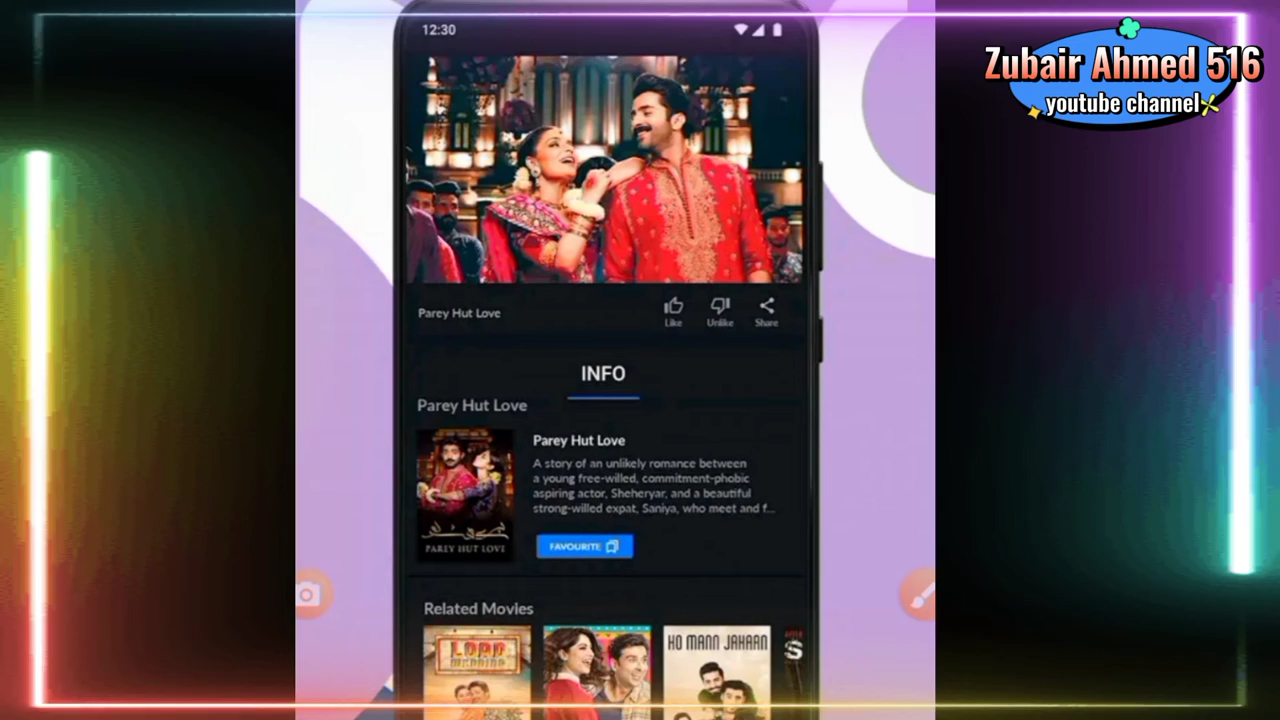 12:30
Zubair Ahmed 516
youtube channel
Parey Hut Love
Like
Unlike
Share
INFO
Parey Hut Love
Parey Hut Love
A story of an unlikely romance between
a young free-willed, commitment-phobic
aspiring actor, Sheheryar, and a beautiful
strong-willed expat, Saniya, who meet and f...
PAREY HUT LOVE
FAVOURITE
Related Movies
LOAD
WEDDING
HO MANN JAHAAN